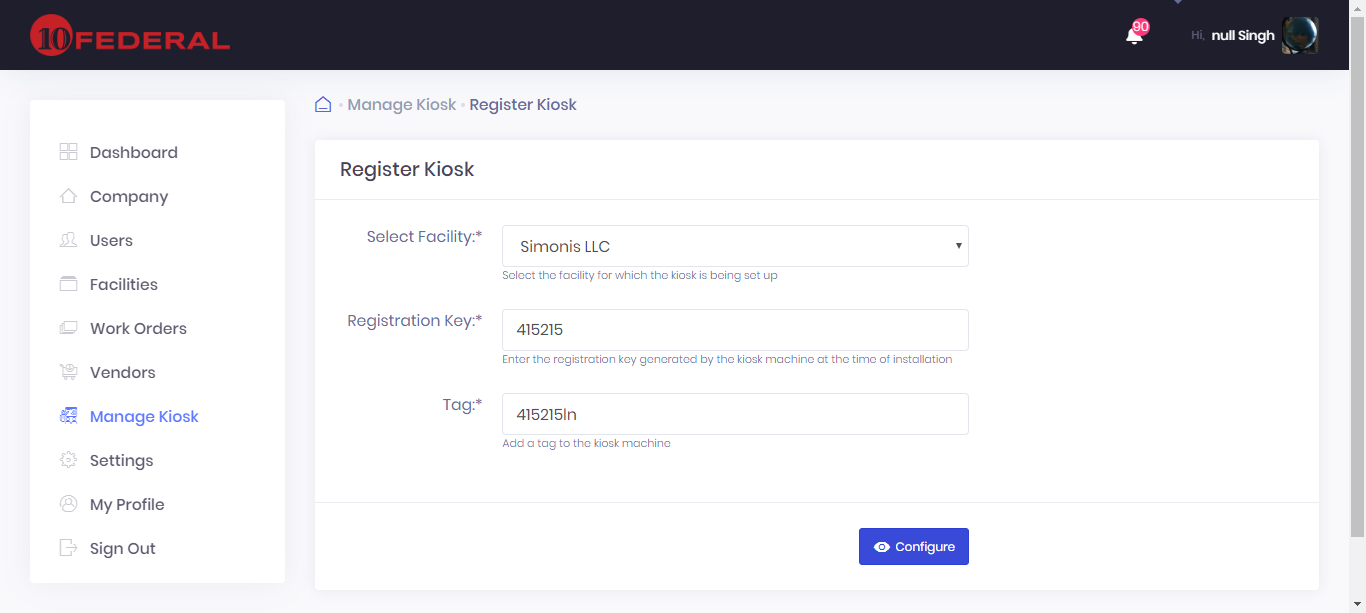 10 FEDERAL
90
Hi, null Singh
Manage Kiosk • Register Kiosk
Dashboard
Company
Users
Facilities
Work Orders
Vendors
Manage Kiosk
Settings
My Profile
Sign Out
Register Kiosk
Select Facility:* Simonis LLC
Select the facility for which the kiosk is being set up
Registration Key:* 415215
Enter the registration key generated by the kiosk machine at the time of installation
Tag:* 415215ln
Add a tag to the kiosk machine
Configure